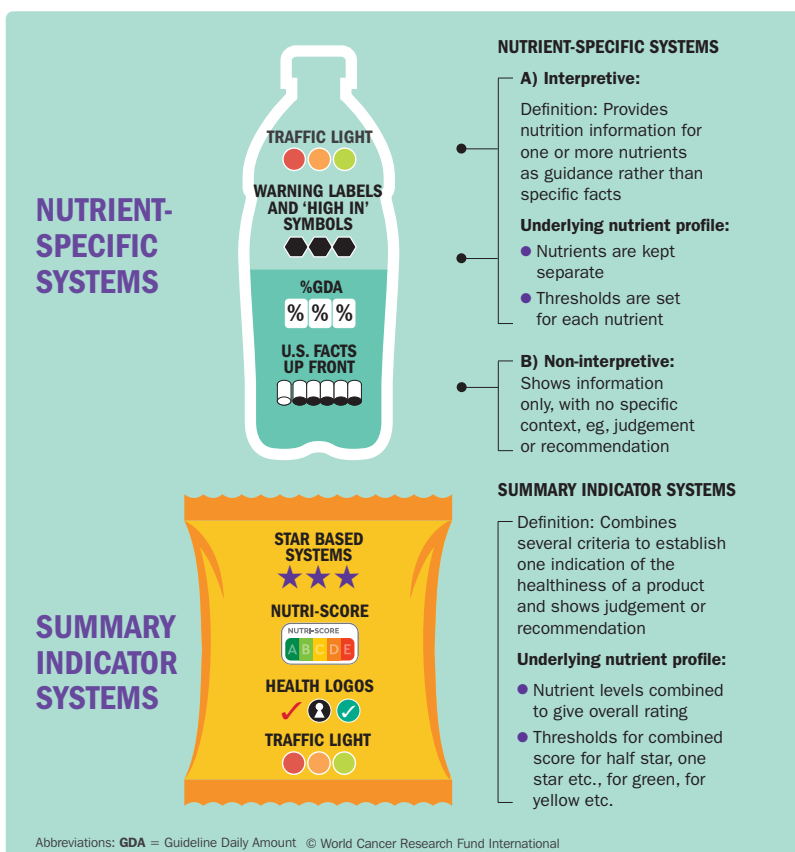 NUTRIENT-
SPECIFIC
SYSTEMS
TRAFFIC LIGHT
WARNING LABELS
AND ‘HIGH IN’
SYMBOLS
%GDA
% % %
U.S. FACTS
UP FRONT
NUTRIENT-SPECIFIC SYSTEMS
A) Interpretive:
Definition: Provides
nutrition information for
one or more nutrients
as guidance rather than
specific facts
Underlying nutrient profile:
● Nutrients are kept
separate
● Thresholds are set
for each nutrient
B) Non-interpretive:
Shows information
only, with no specific
context, eg, judgement
or recommendation
SUMMARY
INDICATOR
SYSTEMS
STAR BASED
SYSTEMS
NUTRI-SCORE
NUTRI-SCORE
A B C D E
HEALTH LOGOS
TRAFFIC LIGHT
SUMMARY INDICATOR SYSTEMS
Definition: Combines
several criteria to establish
one indication of the
healthiness of a product
and shows judgement or
recommendation
Underlying nutrient profile:
● Nutrient levels combined
to give overall rating
● Thresholds for combined
score for half star, one
star etc., for green, for
yellow etc.
Abbreviations: GDA = Guideline Daily Amount © World Cancer Research Fund International